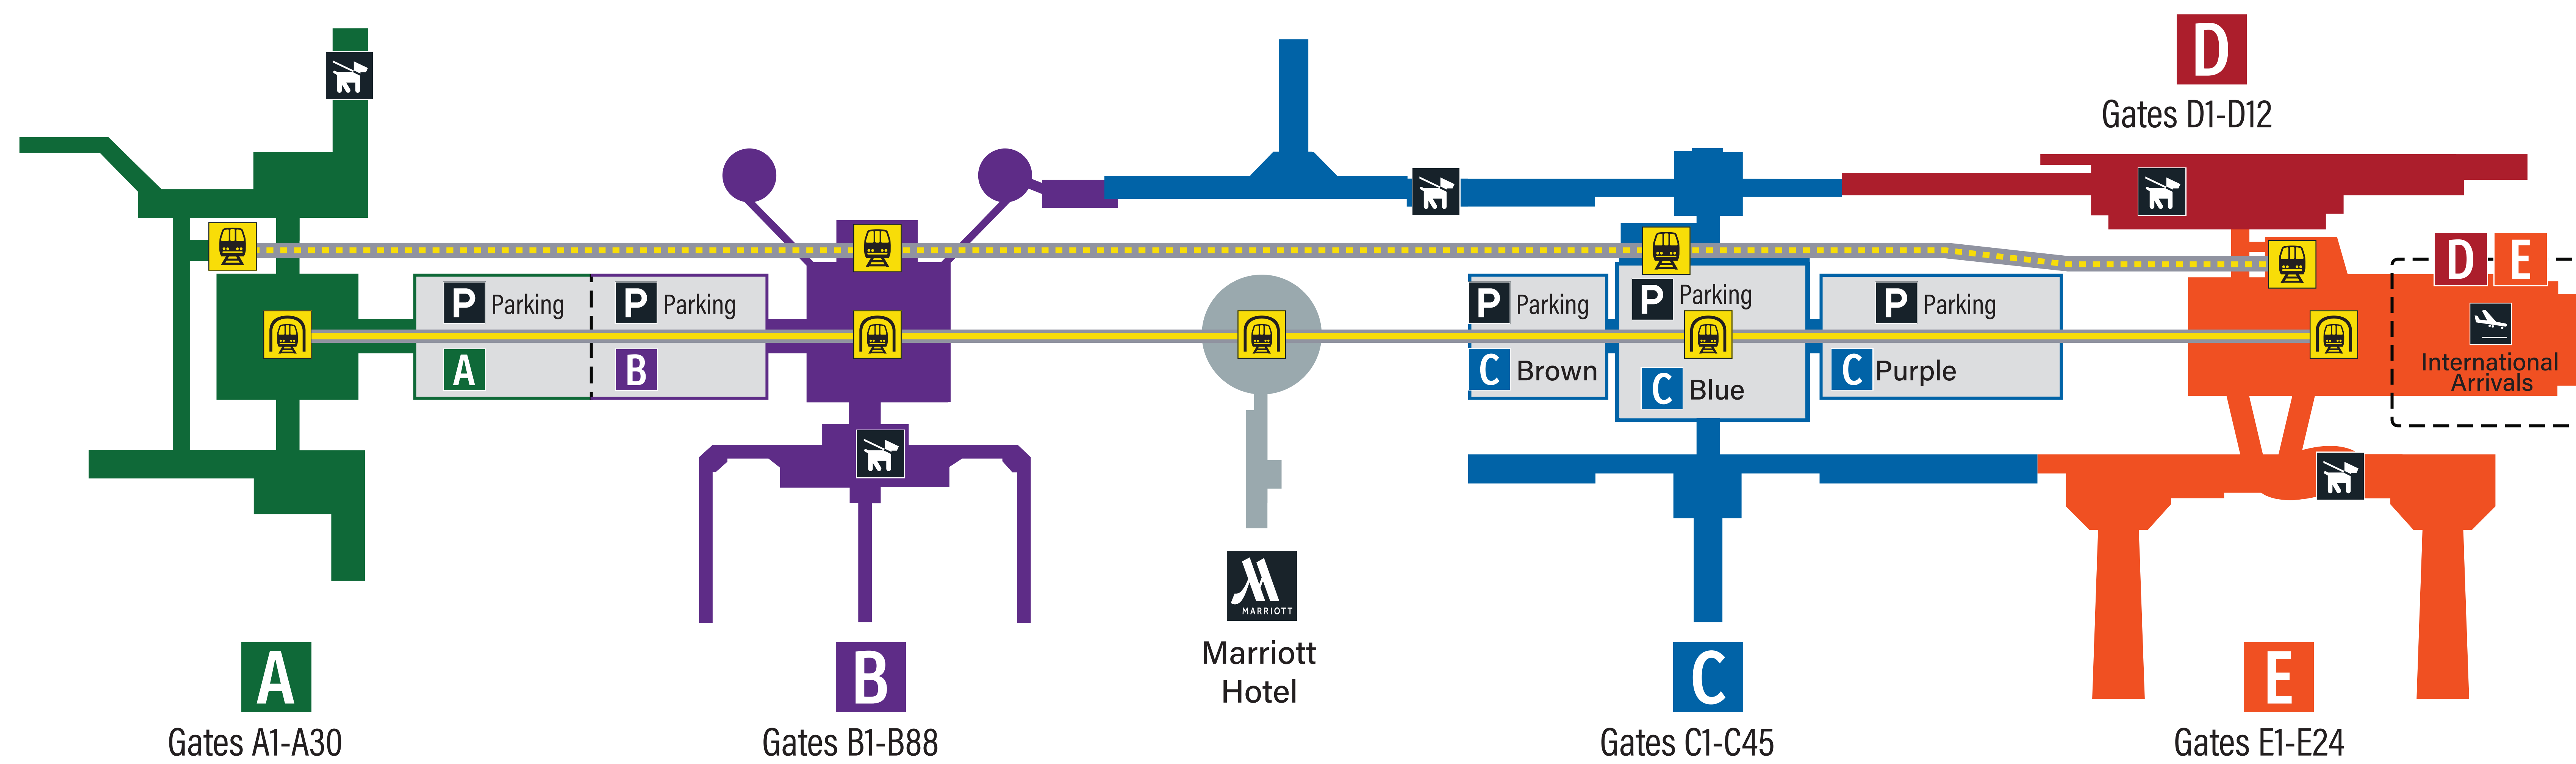 D
Gates D1-D12
D E
P Parking
P Parking
P Parking
P Parking
P Parking
A
B
C Brown
C Blue
C Purple
International
Arrivals
MARRIOTT
Marriott
Hotel
A
Gates A1-A30
B
Gates B1-B88
C
Gates C1-C45
E
Gates E1-E24